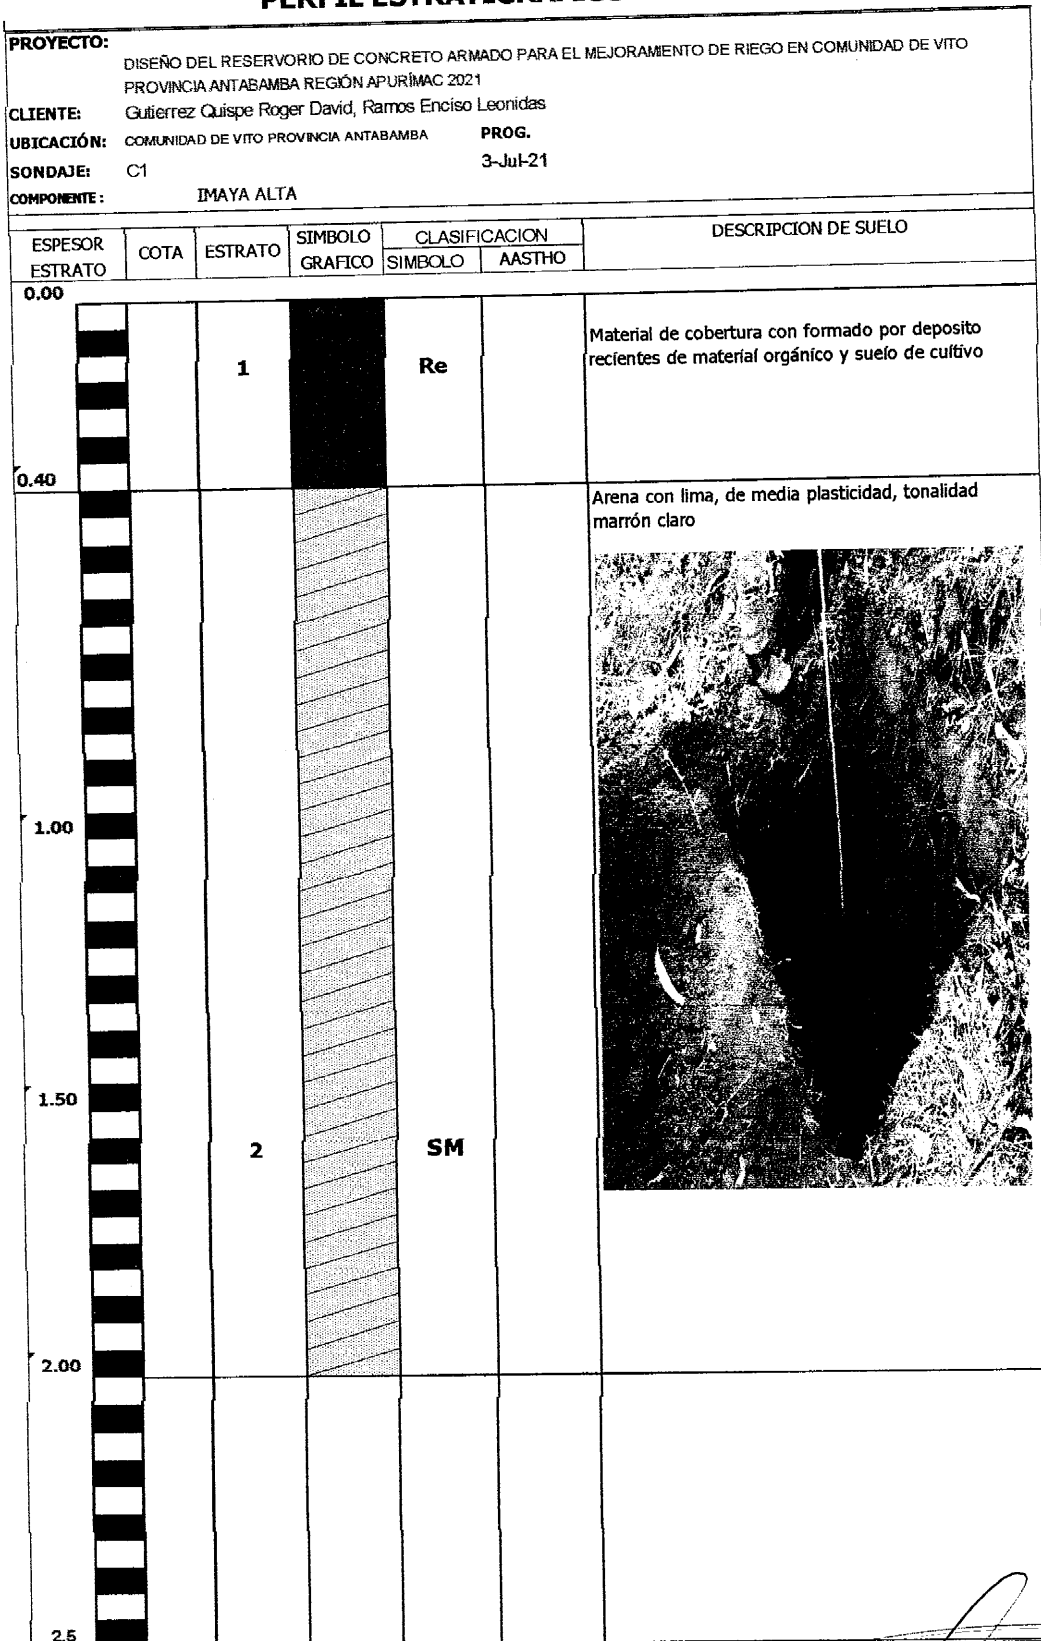 PROYECTO:
DISEÑO DEL RESERVORIO DE CONCRETO ARMADO PARA EL MEJORAMIENTO DE RIEGO EN COMUNIDAD DE VITO
PROVINCIA ANTABAMBA REGIÓN APURÍMAC 2021
CLIENTE: Gutierrez Quispe Roger David, Ramos Enciso Leonidas
UBICACIÓN: COMUNIDAD DE VITO PROVINCIA ANTABAMBA PROG.
SONDAJE: C1 3-Jul-21
COMPONENTE : IMAYA ALTA
ESPESOR ESTRATO COTA ESTRATO SIMBOLO GRAFICO CLASIFICACION SIMBOLO AASTHO DESCRIPCION DE SUELO
0.00
Material de cobertura con formado por deposito
recientes de material orgánico y suelo de cultivo
1 Re
0.40
Arena con lima, de media plasticidad, tonalidad
marrón claro
1.00
1.50
2 SM
2.00
2.5